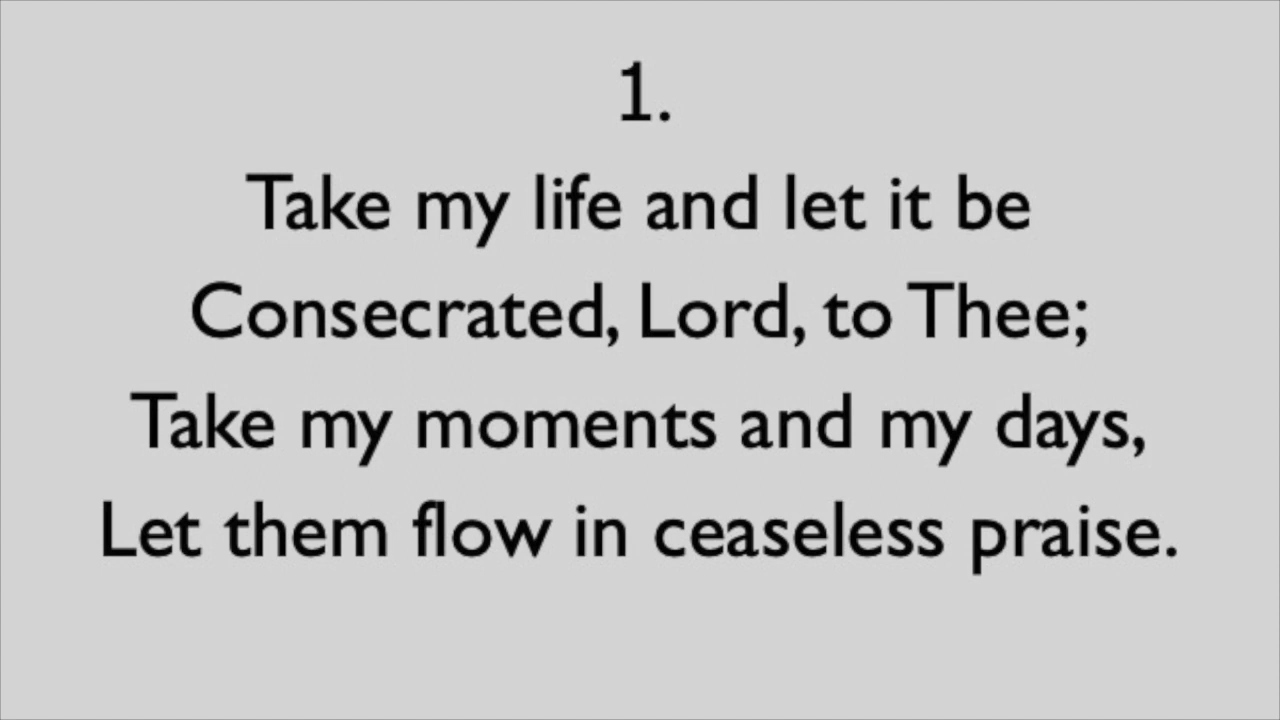 1.
Take my life and let it be
Consecrated, Lord, to Thee;
Take my moments and my days,
Let them flow in ceaseless praise.